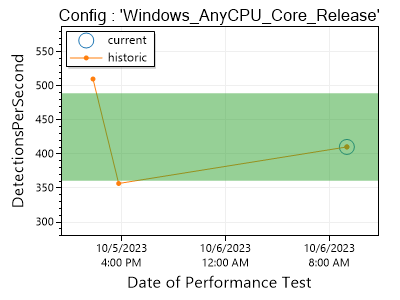 Config : 'Windows_AnyCPU_Core_Release'
current
historic
DetectionsPerSecond
550
500
450
400
350
300
10/5/2023
4:00 PM
10/6/2023
12:00 AM
10/6/2023
8:00 AM
Date of Performance Test